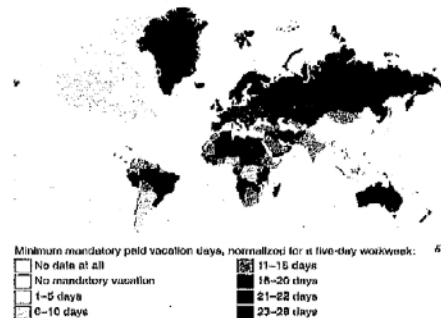 Minimum mandatory paid vacation days, normalized for a five-day workweek:
No data at all
No mandatory vacation
1–5 days
6–10 days
11–15 days
16–20 days
21–22 days
23–28 days